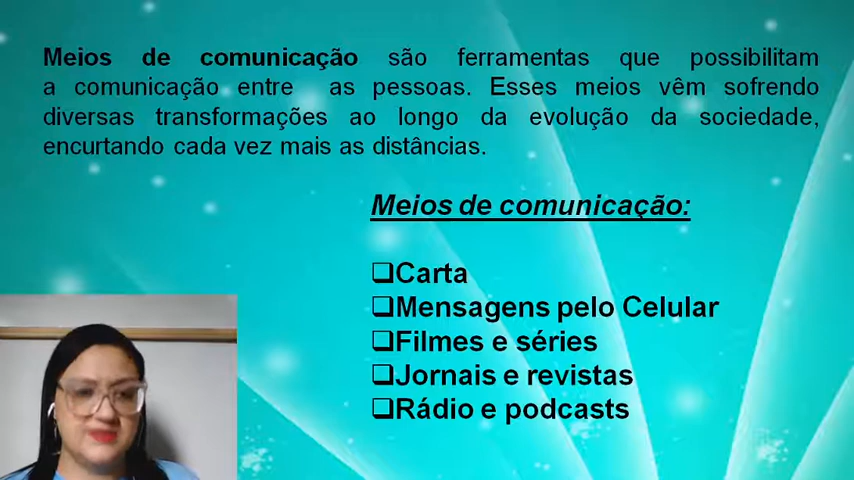 Meios de comunicação são ferramentas que possibilitam
a comunicação entre as pessoas. Esses meios vêm sofrendo
diversas transformações ao longo da evolução da sociedade,
encurtando cada vez mais as distâncias.
Meios de comunicação:
❑Carta
❑Mensagens pelo Celular
❑Filmes e séries
❑Jornais e revistas
❑Rádio e podcasts